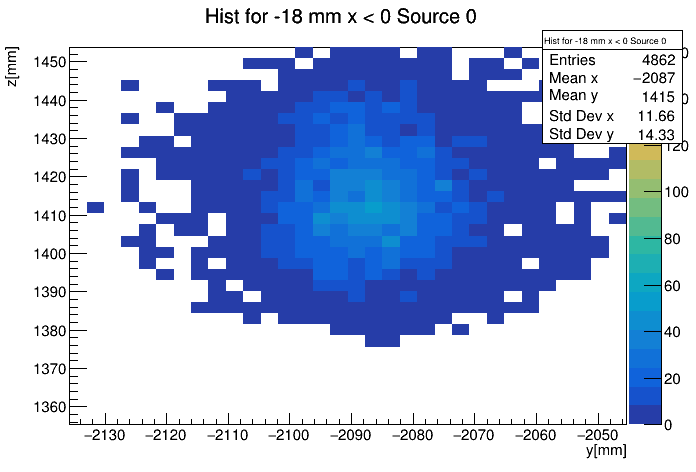 Hist for -18 mm x < 0 Source 0
z[mm]
Hist for -18 mm x < 0 Source 0
Entries 4862
Mean x −2087
Mean y 1415
Std Dev x 11.66
Std Dev y 14.33
1450
1440
1430
1420
1410
1400
1390
1380
1370
1360
−2130 −2120 −2110 −2100 −2090 −2080 −2070 −2060 −2050
y[mm]
120
100
80
60
40
20
0